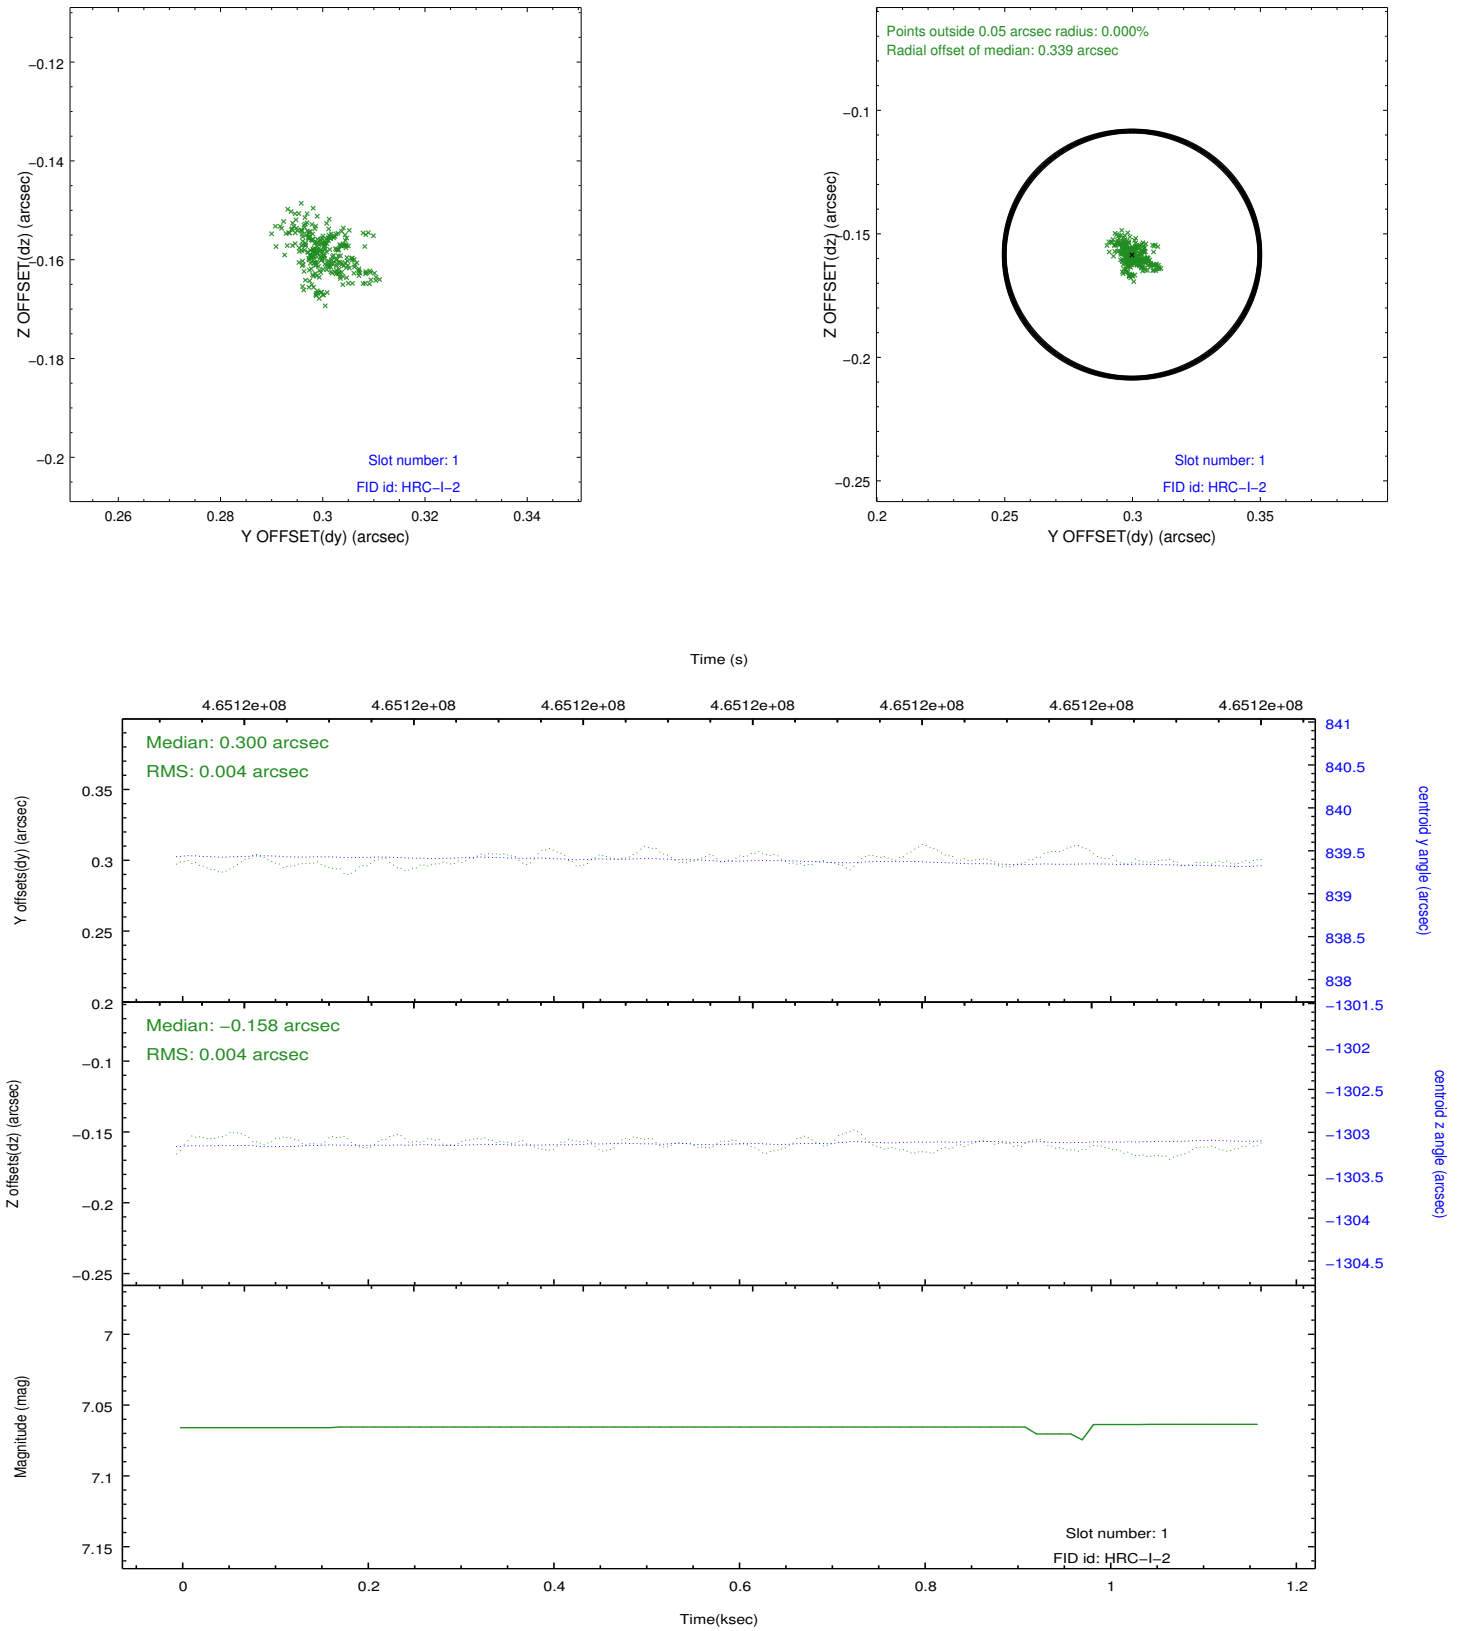 −0.12
−0.14
−0.16
−0.18
−0.2
Z OFFSET(dz) (arcsec)
Slot number: 1
FID id: HRC−I−2
0.26
0.28
0.3
0.32
0.34
Y OFFSET(dy) (arcsec)
Points outside 0.05 arcsec radius: 0.000%
Radial offset of median: 0.339 arcsec
−0.1
−0.15
−0.2
−0.25
Z OFFSET(dz) (arcsec)
Slot number: 1
FID id: HRC−I−2
0.2
0.25
0.3
0.35
Y OFFSET(dy) (arcsec)
Time (s)
4.6512e+08
4.6512e+08
4.6512e+08
4.6512e+08
4.6512e+08
4.6512e+08
4.6512e+08
Median: 0.300 arcsec
RMS: 0.004 arcsec
0.35
0.3
0.25
0.2
Y offsets(dy) (arcsec)
841
840.5
840
839.5
839
838.5
838
centroid y angle (arcsec)
Median: −0.158 arcsec
RMS: 0.004 arcsec
−0.1
−0.15
−0.2
−0.25
Z offsets(dz) (arcsec)
−1301.5
−1302
−1302.5
−1303
−1303.5
−1304
−1304.5
centroid z angle (arcsec)
7
7.05
7.1
7.15
Magnitude (mag)
Slot number: 1
FID id: HRC−I−2
0
0.2
0.4
0.6
0.8
1
1.2
Time(ksec)